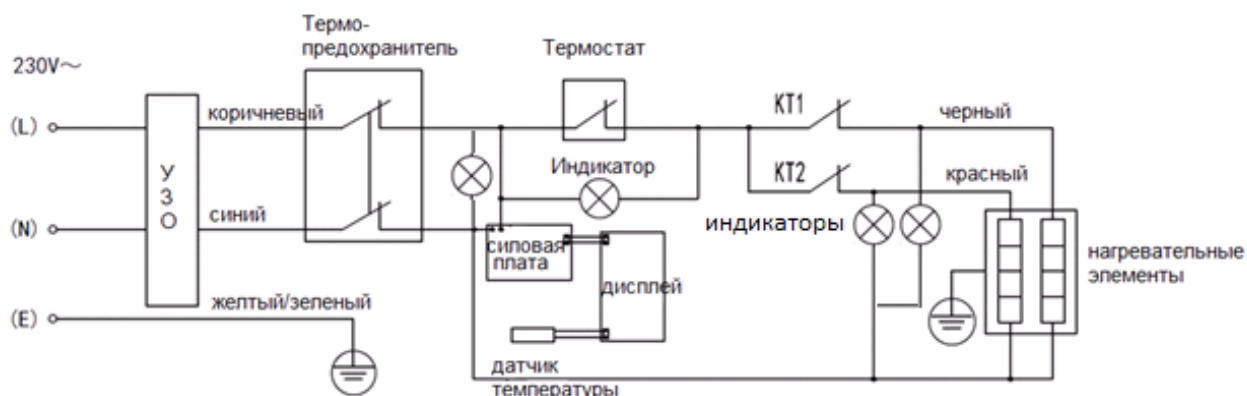 Термо-
предохранитель
Термостат
230V~
(L)
коричневый
KT1
черный
УЗО
Индикатор
KT2
красный
(N)
синий
индикаторы
силовая
плата
дисплей
нагревательные
элементы
(E)
желтый/зеленый
датчик
температуры